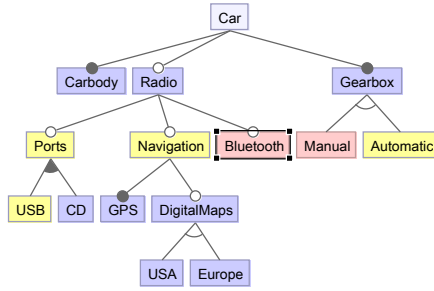 Car
Carbody Radio Gearbox
Ports Navigation Bluetooth Manual Automatic
USB CD GPS DigitalMaps
USA Europe